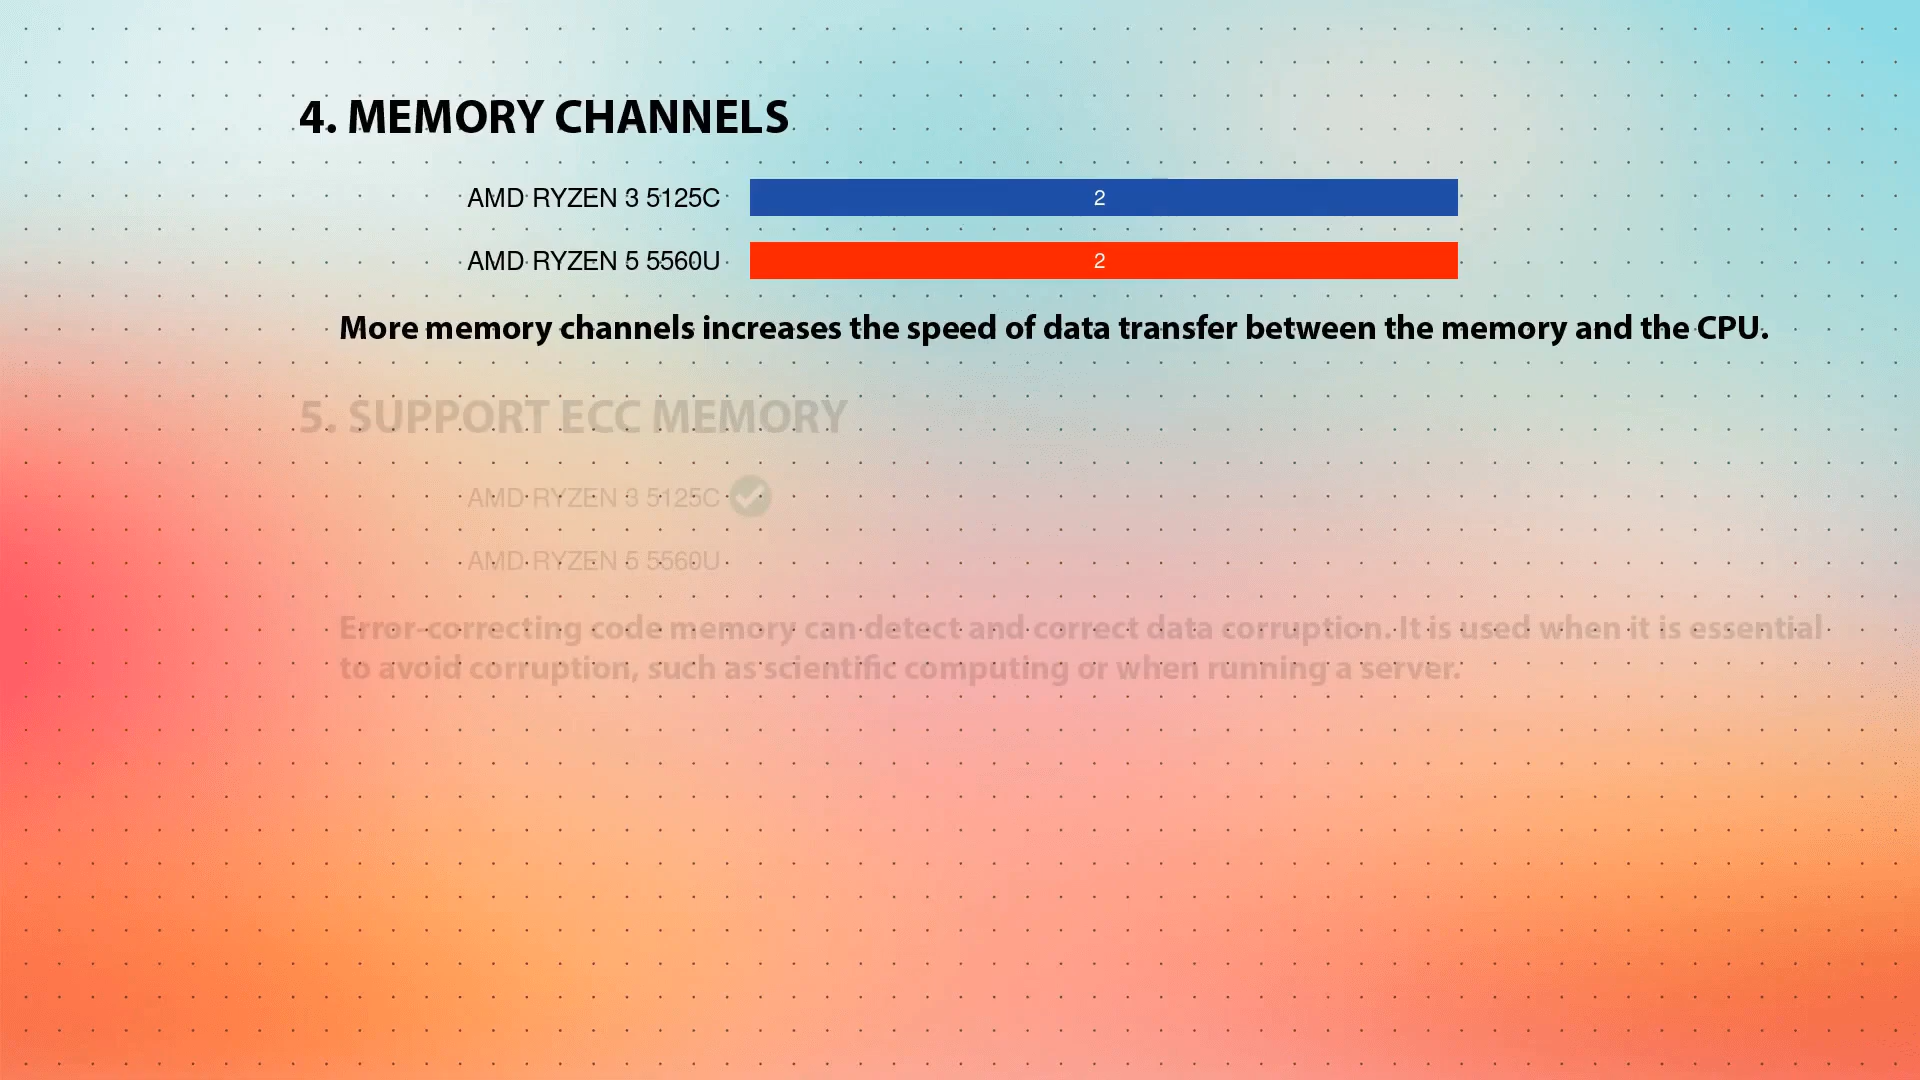 4. MEMORY CHANNELS
AMD RYZEN 3 5125C
2
AMD RYZEN 5 5560U
2
More memory channels increases the speed of data transfer between the memory and the CPU.
5. SUPPORT ECC MEMORY
AMD RYZEN 3 5125C
AMD RYZEN 5 5560U
Error-correcting code memory can detect and correct data corruption. It is used when it is essential
to avoid corruption, such as scientific computing or when running a server.